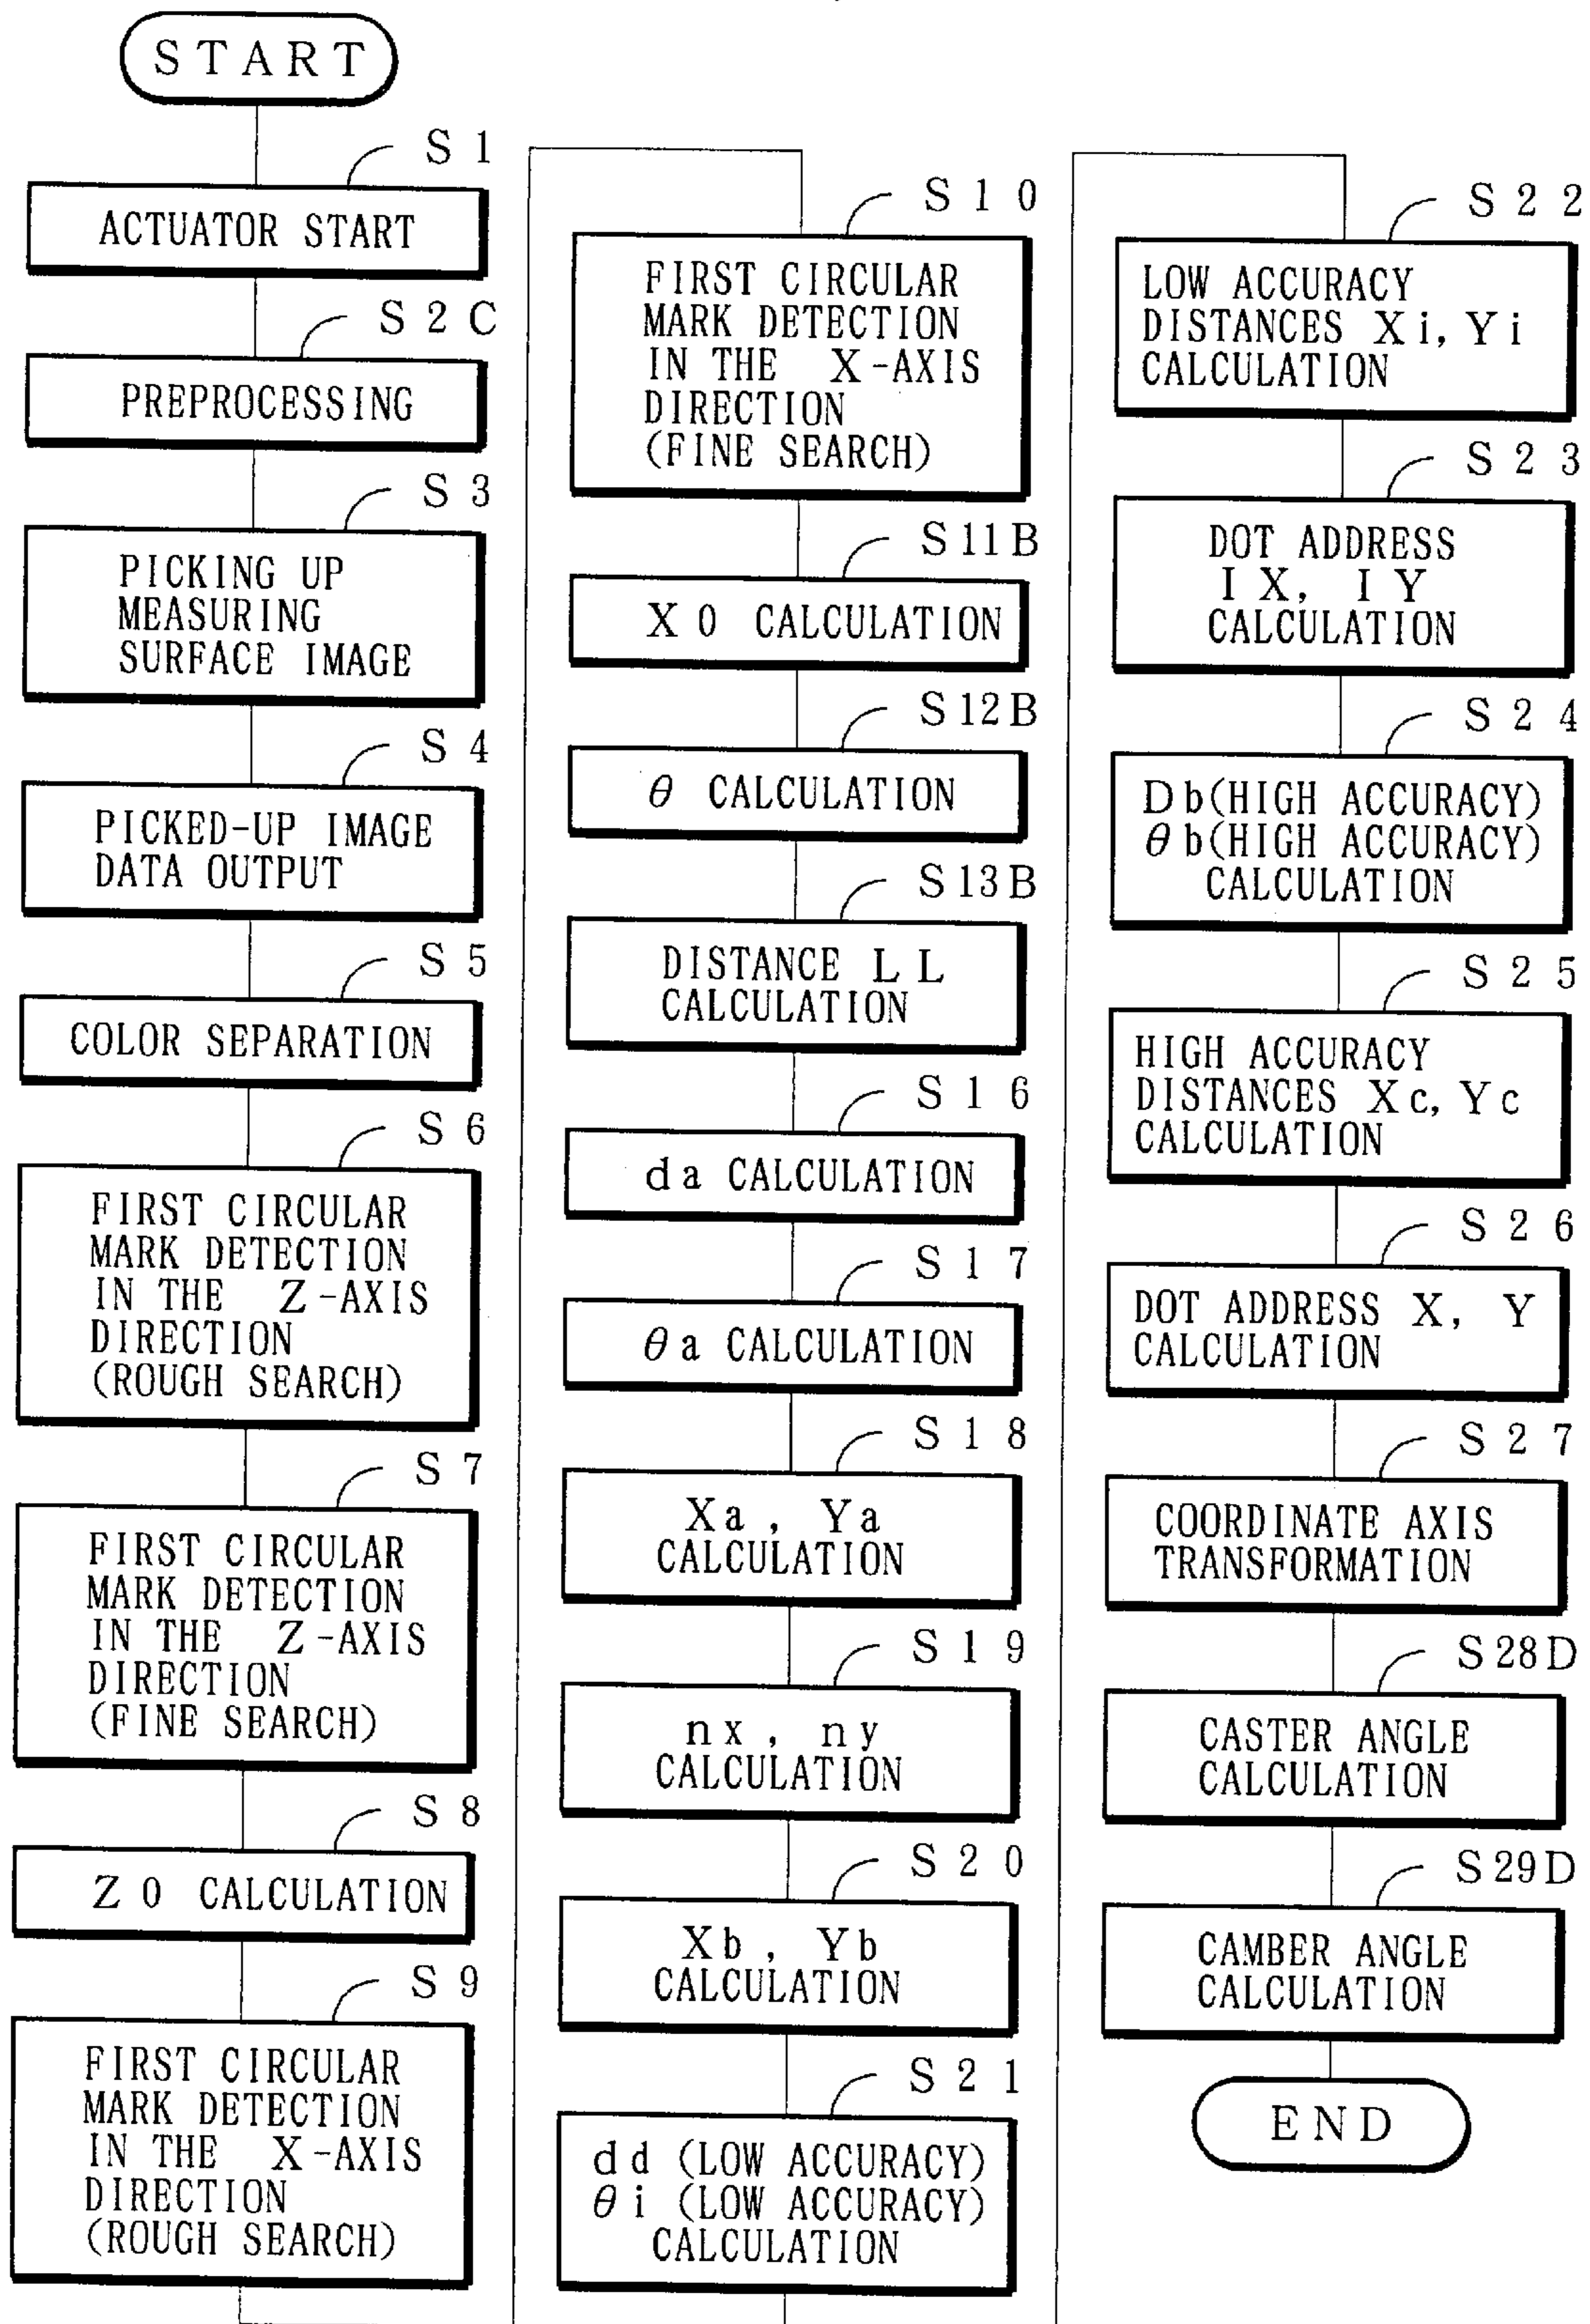 START
S1
ACTUATOR START
S2C
PREPROCESSING
S3
PICKING UP
MEASURING
SURFACE IMAGE
S4
PICKED-UP IMAGE
DATA OUTPUT
S5
COLOR SEPARATION
S6
FIRST CIRCULAR
MARK DETECTION
IN THE Z-AXIS
DIRECTION
(ROUGH SEARCH)
S7
FIRST CIRCULAR
MARK DETECTION
IN THE Z-AXIS
DIRECTION
(FINE SEARCH)
S8
Z0 CALCULATION
S9
FIRST CIRCULAR
MARK DETECTION
IN THE X-AXIS
DIRECTION
(ROUGH SEARCH)
S10
FIRST CIRCULAR
MARK DETECTION
IN THE X-AXIS
DIRECTION
(FINE SEARCH)
S11B
X0 CALCULATION
S12B
θ CALCULATION
S13B
DISTANCE LL
CALCULATION
S16
da CALCULATION
S17
θa CALCULATION
S18
Xa, Ya
CALCULATION
S19
nx, ny
CALCULATION
S20
Xb, Yb
CALCULATION
S21
dd (LOW ACCURACY)
θi (LOW ACCURACY)
CALCULATION
S22
LOW ACCURACY
DISTANCES Xi, Yi
CALCULATION
S23
DOT ADDRESS
IX, IY
CALCULATION
S24
Db(HIGH ACCURACY)
θb(HIGH ACCURACY)
CALCULATION
S25
HIGH ACCURACY
DISTANCES Xc, Yc
CALCULATION
S26
DOT ADDRESS X, Y
CALCULATION
S27
COORDINATE AXIS
TRANSFORMATION
S28D
CASTER ANGLE
CALCULATION
S29D
CAMBER ANGLE
CALCULATION
END